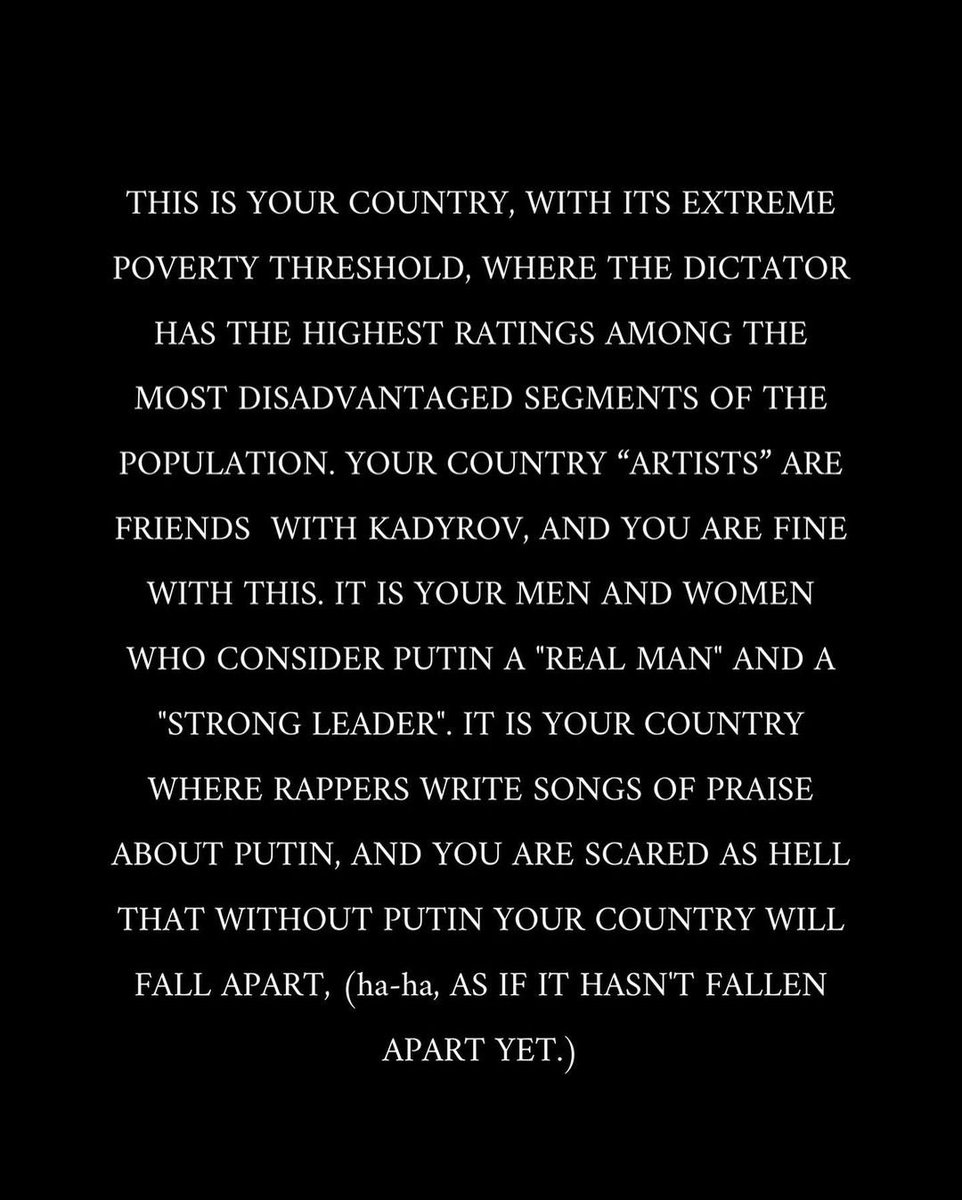 THIS IS YOUR COUNTRY, WITH ITS EXTREME
POVERTY THRESHOLD, WHERE THE DICTATOR
HAS THE HIGHEST RATINGS AMONG THE
MOST DISADVANTAGED SEGMENTS OF THE
POPULATION. YOUR COUNTRY “ARTISTS” ARE
FRIENDS  WITH KADYROV, AND YOU ARE FINE
WITH THIS. IT IS YOUR MEN AND WOMEN
WHO CONSIDER PUTIN A "REAL MAN" AND A
"STRONG LEADER". IT IS YOUR COUNTRY
WHERE RAPPERS WRITE SONGS OF PRAISE
ABOUT PUTIN, AND YOU ARE SCARED AS HELL
THAT WITHOUT PUTIN YOUR COUNTRY WILL
FALL APART, (ha-ha, AS IF IT HASN'T FALLEN
APART YET.)